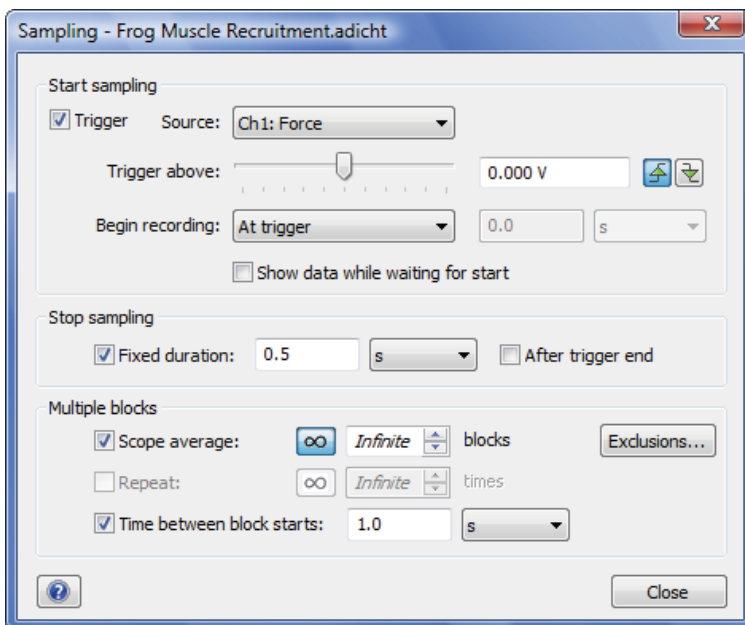 Sampling - Frog Muscle Recruitment.adicht
Start sampling
Trigger Source: Ch1: Force
Trigger above: 0.000 V
Begin recording: At trigger 0.0 s
Show data while waiting for start
Stop sampling
Fixed duration: 0.5 s After trigger end
Multiple blocks
Scope average: ∞ Infinite blocks Exclusions...
Repeat: ∞ Infinite times
Time between block starts: 1.0 s
? Close